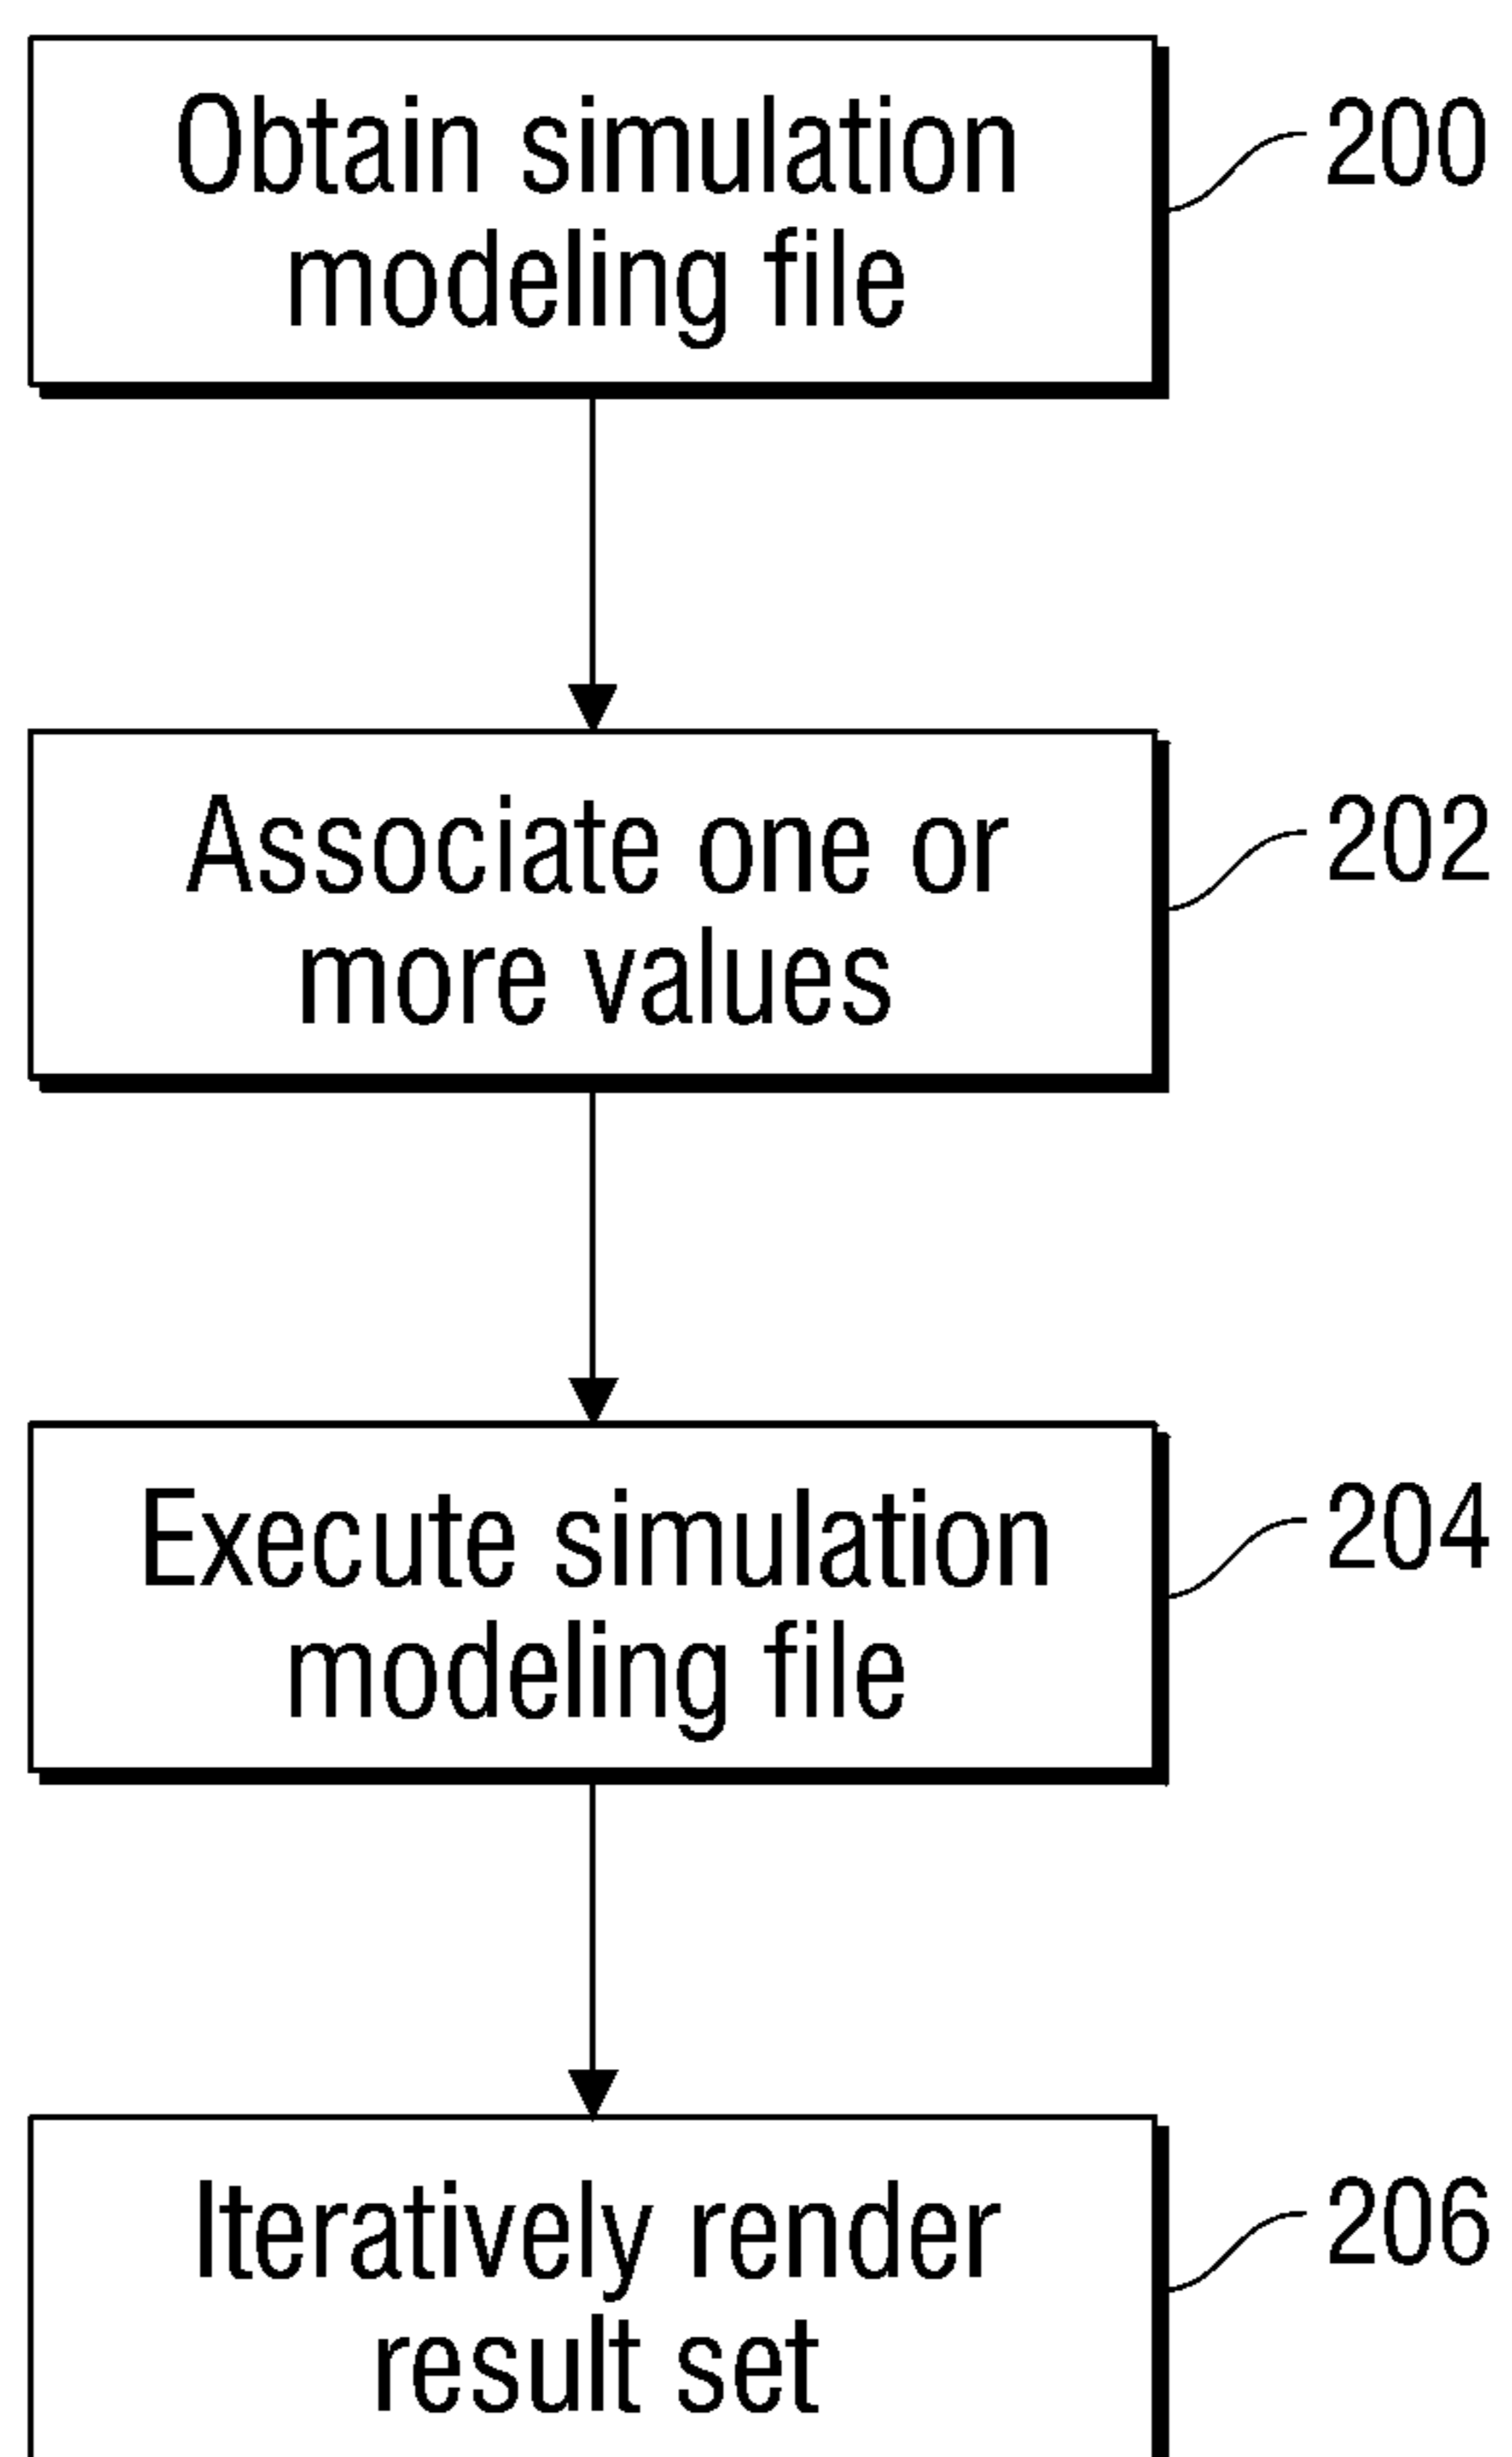 Obtain simulation
modeling file
200
Associate one or
more values
202
Execute simulation
modeling file
204
Iteratively render
result set
206